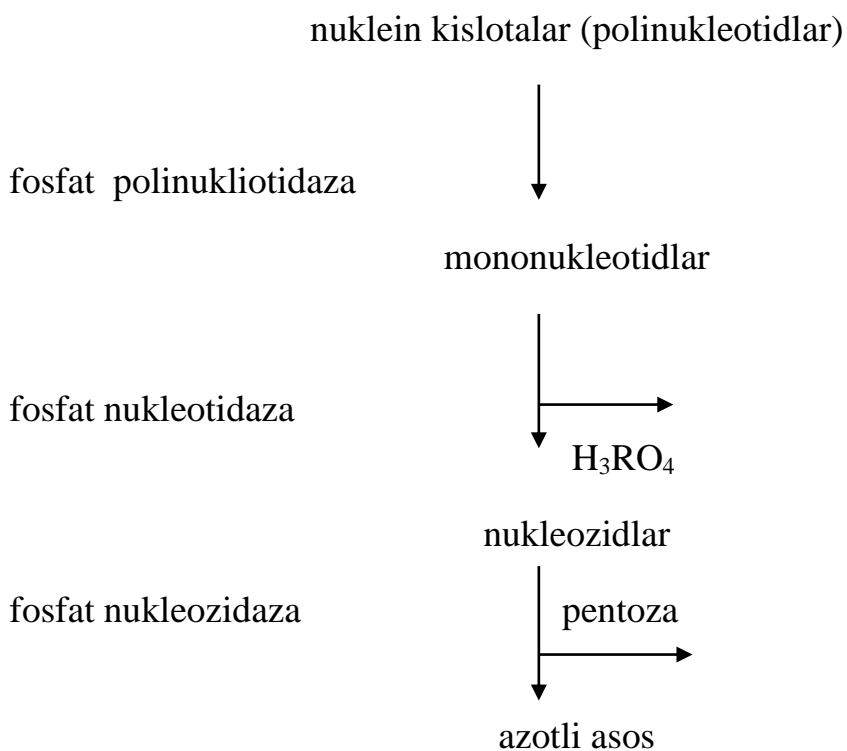 nuklein kislotalar (polinukleotidlar)
fosfat  polinukliotidaza
mononukleotidlar
fosfat nukleotidaza
H₃RO₄
nukleozidlar
fosfat nukleozidaza
pentoza
azotli asos